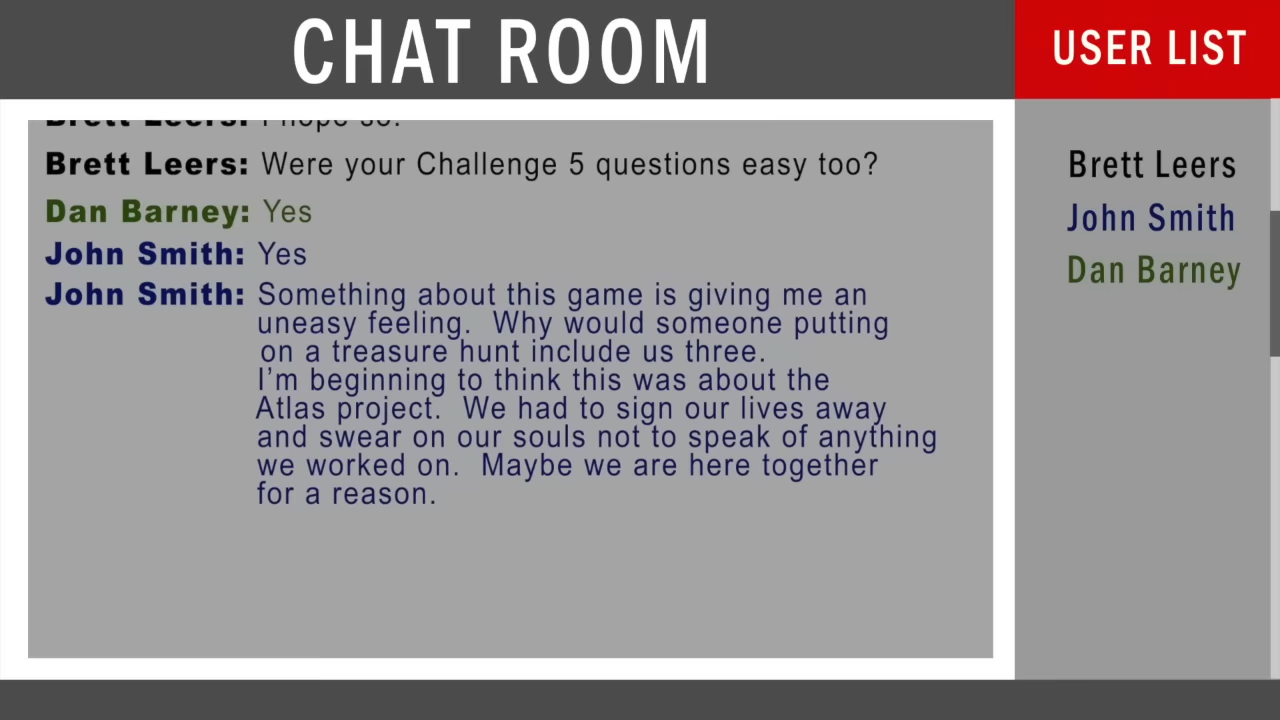 CHAT ROOM
USER LIST
Brett Leers: I hope so.
Brett Leers: Were your Challenge 5 questions easy too?
Dan Barney: Yes
John Smith: Yes
John Smith: Something about this game is giving me an
uneasy feeling.  Why would someone putting
on a treasure hunt include us three.
I'm beginning to think this was about the
Atlas project.  We had to sign our lives away
and swear on our souls not to speak of anything
we worked on.  Maybe we are here together
for a reason.
Brett Leers
John Smith
Dan Barney